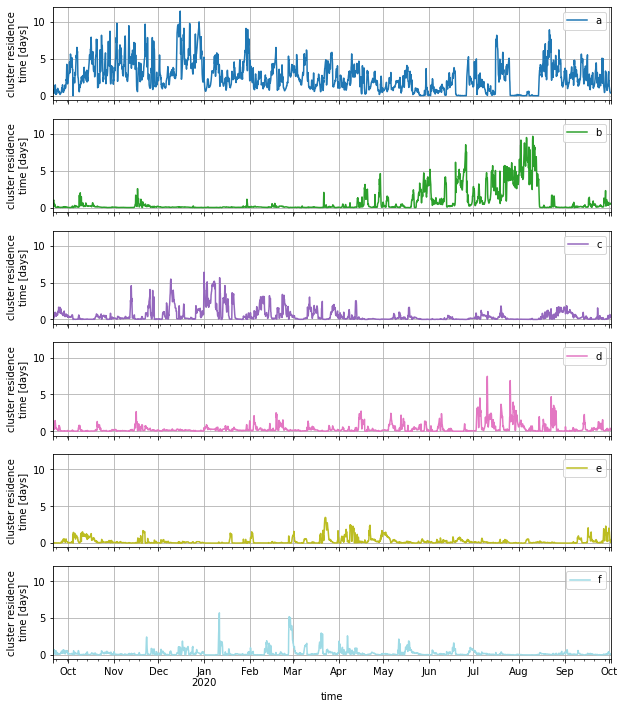 cluster residence
time [days]
10
5
0
a
cluster residence
time [days]
10
5
0
b
cluster residence
time [days]
10
5
0
c
cluster residence
time [days]
10
5
0
d
cluster residence
time [days]
10
5
0
e
cluster residence
time [days]
10
5
0
f
Oct Nov Dec Jan Feb Mar Apr May Jun Jul Aug Sep Oct
2020
time